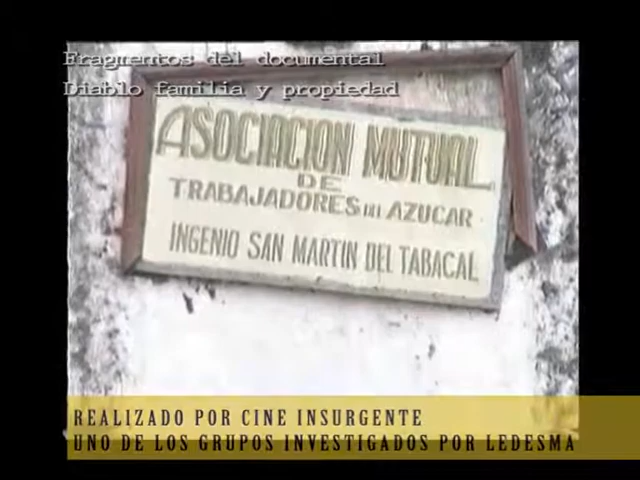 Fragmentos del documental
Diablo familia y propiedad
ASOCIACION MUTUAL
DE
TRABAJADORES DEL AZUCAR
INGENIO SAN MARTIN DEL TABACAL
REALIZADO POR CINE INSURGENTE
UNO DE LOS GRUPOS INVESTIGADOS POR LEDESMA